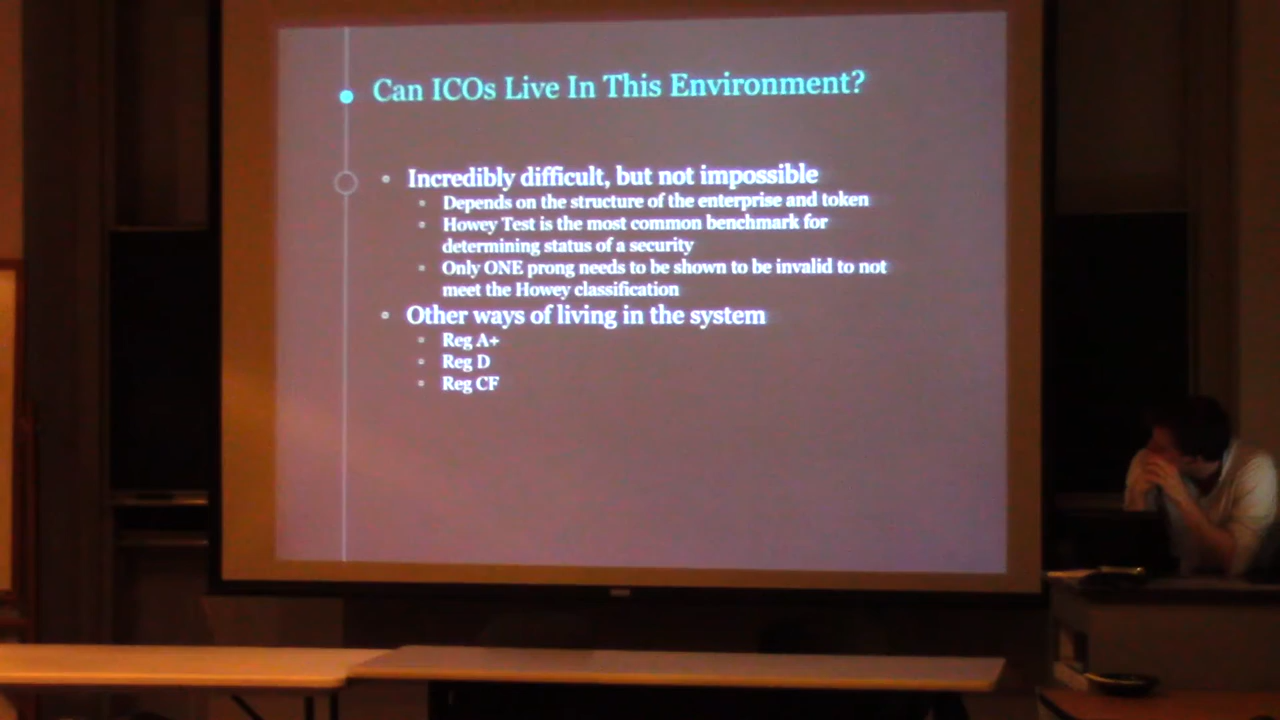 Can ICOs Live In This Environment?
Incredibly difficult, but not impossible
Depends on the structure of the enterprise and token
Howey Test is the most common benchmark for
determining status of a security
Only ONE prong needs to be shown to be invalid to not
meet the Howey classification
Other ways of living in the system
Reg A+
Reg D
Reg CF